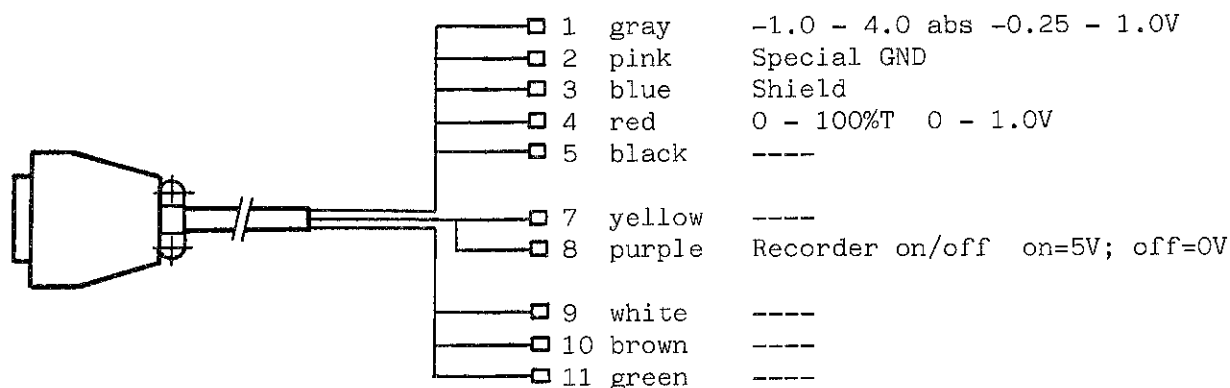 1 gray -1.0 - 4.0 abs -0.25 - 1.0V
2 pink Special GND
3 blue Shield
4 red 0 - 100%T 0 - 1.0V
5 black ----
7 yellow ----
8 purple Recorder on/off on=5V; off=0V
9 white ----
10 brown ----
11 green ----